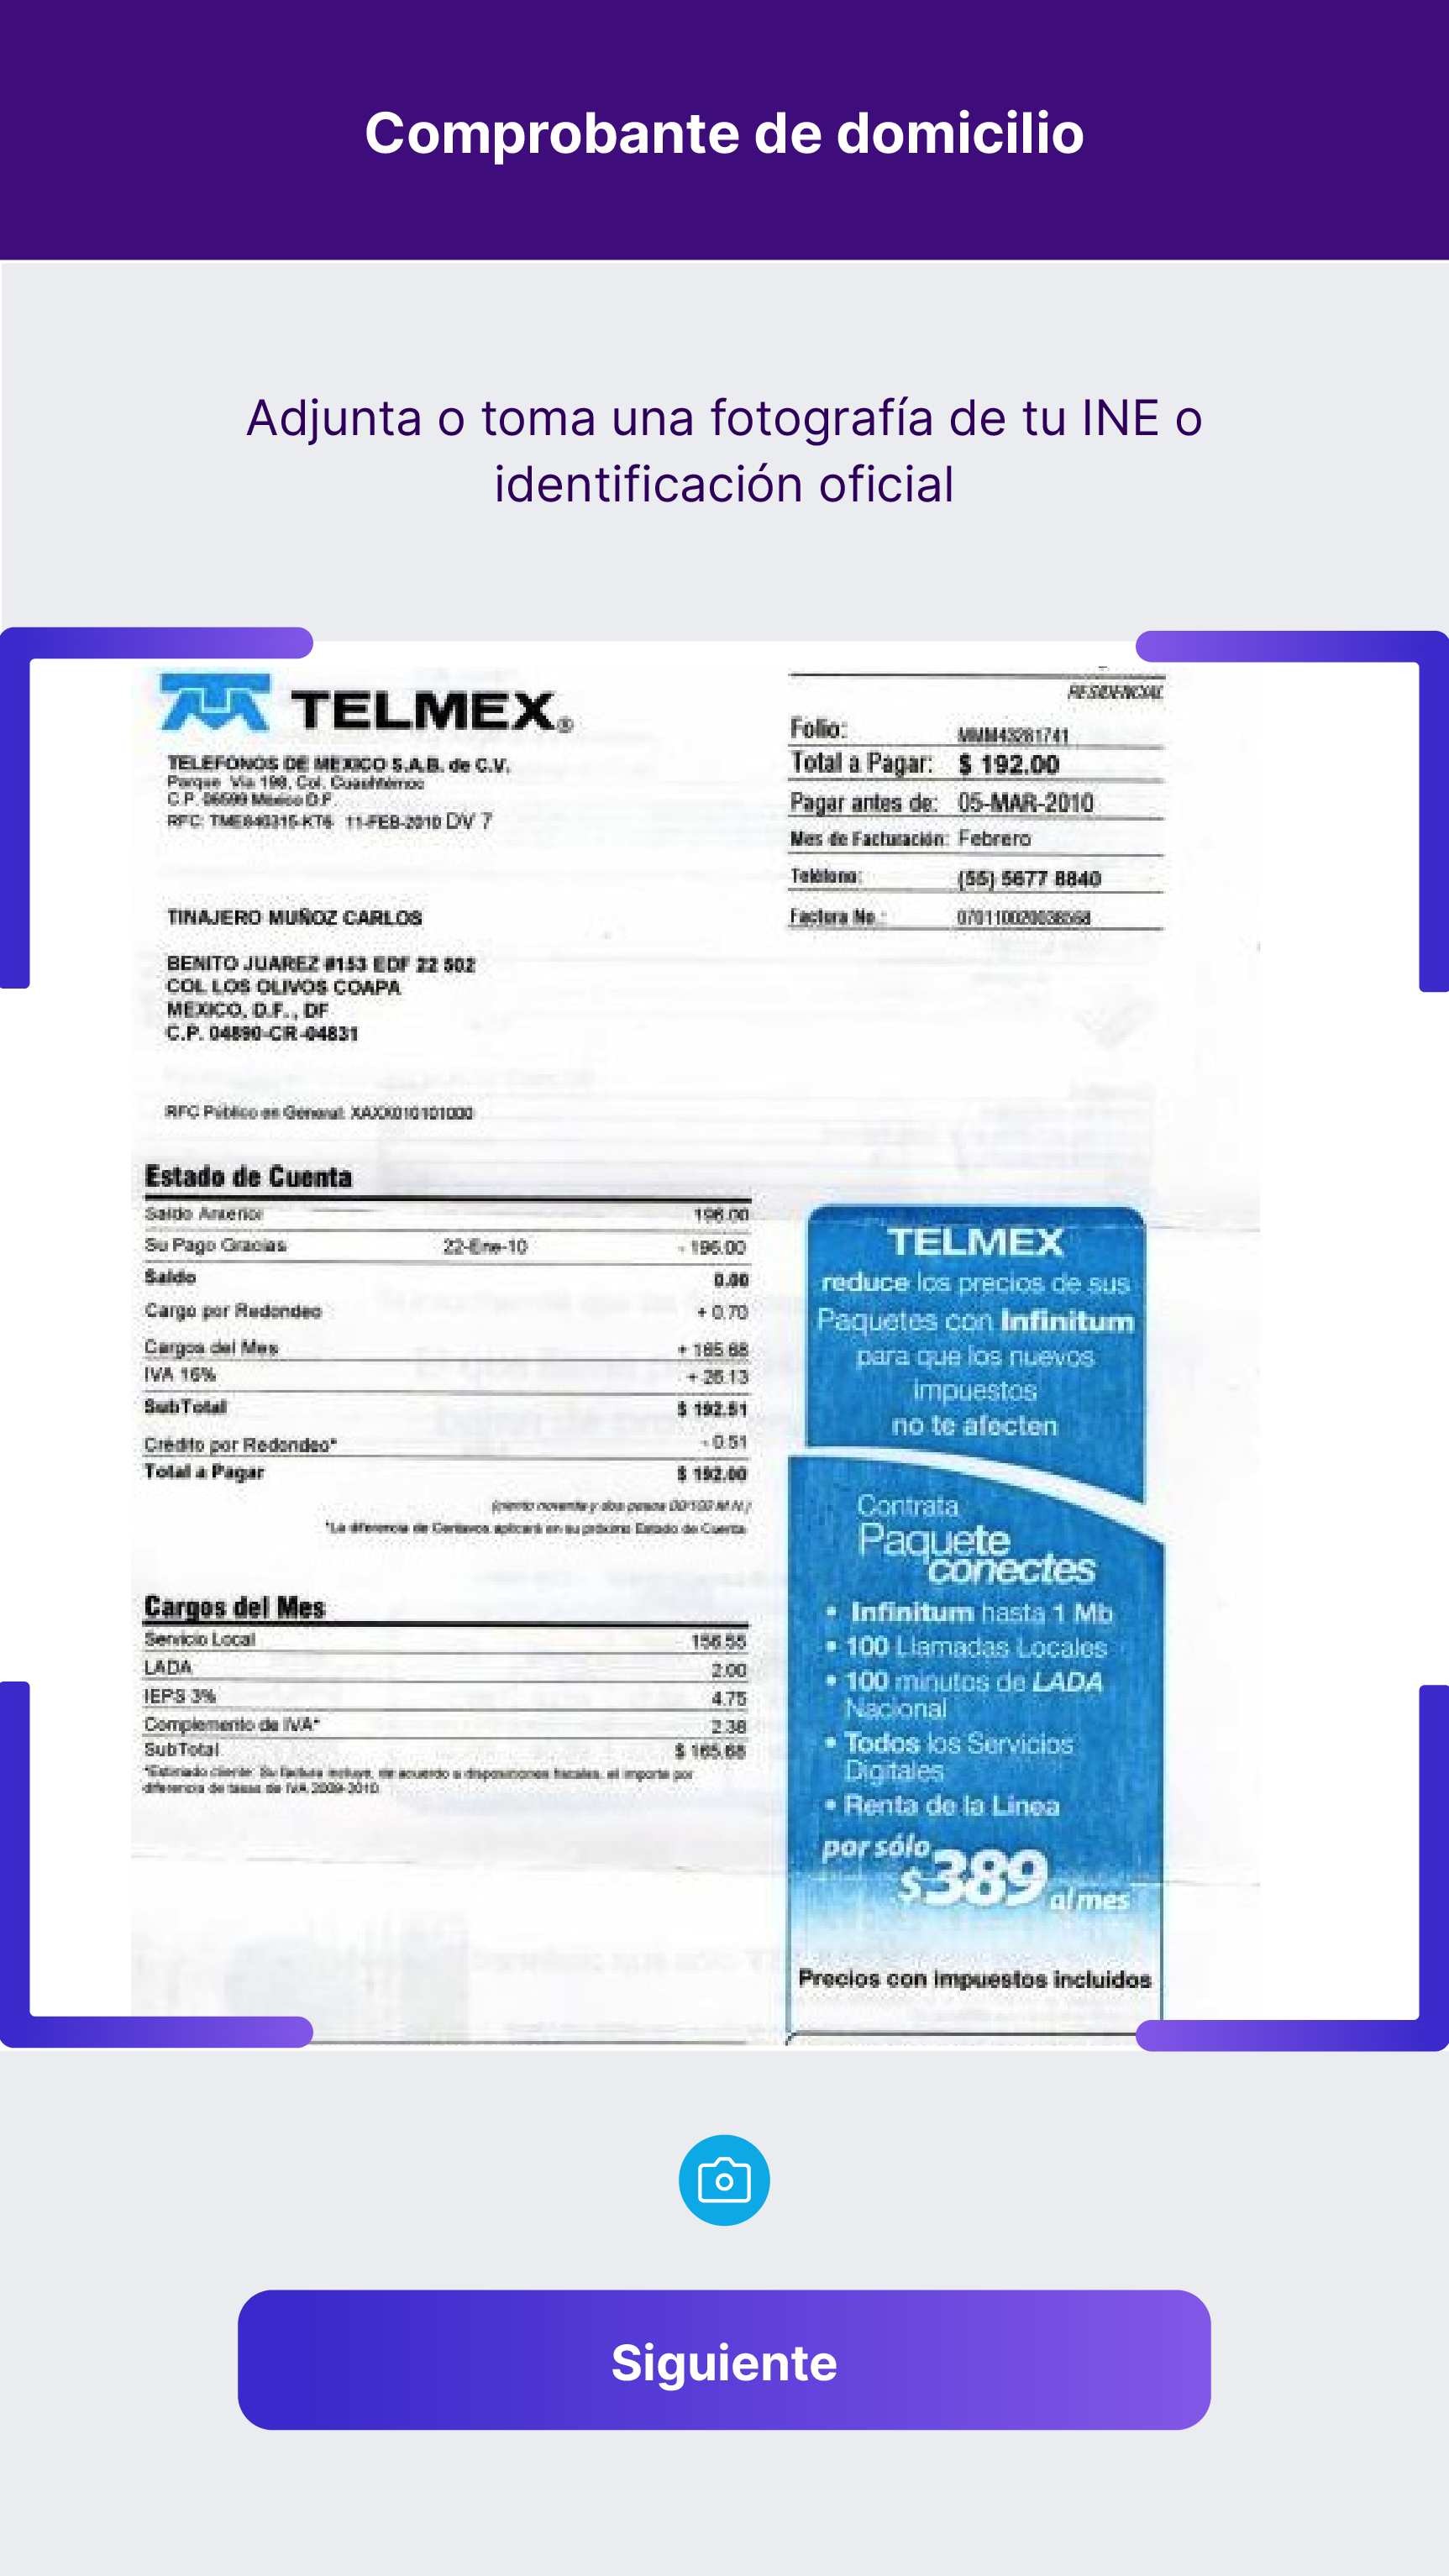 Comprobante de domicilio
Adjunta o toma una fotografía de tu INE o
identificación oficial
TELMEX®
TELEFONOS DE MEXICO S.A.B. de C.V.
Parque Via 198, Col. Cuauhtémoc
C.P. 06599 México D.F.
RFC: TME840315-KT6 11-FEB-2010 DV 7
TINAJERO MUÑOZ CARLOS
BENITO JUAREZ #153 EDF 22 502
COL LOS OLIVOS COAPA
MEXICO, D.F., DF
C.P. 04890-CR-04831
RFC Público en General: XAXX010101000
RESIDENCIAL
Folio: MMM43281741
Total a Pagar: $ 192.00
Pagar antes de: 05-MAR-2010
Mes de Facturación: Febrero
Teléfono: (55) 5677 8840
Factura No.: 070110020038568
Estado de Cuenta
Saldo Anterior 196.00
Su Pago Gracias 22-Ene-10 - 196.00
Saldo 0.00
Cargo por Redondeo + 0.70
Cargos del Mes + 165.68
IVA 16% + 26.13
SubTotal $ 192.51
Crédito por Redondeo* - 0.51
Total a Pagar $ 192.00
(ciento noventa y dos pesos 00/100 M.N.)
*La diferencia de Centavos aplicará en su próximo Estado de Cuenta
Cargos del Mes
Servicio Local 156.55
LADA 2.00
IEPS 3% 4.75
Complemento de IVA* 2.38
SubTotal $ 165.68
*Estimado cliente: Su factura incluye, de acuerdo a disposiciones fiscales, el importe por
diferencia de tasas de IVA 2009-2010.
TELMEX
reduce los precios de sus
Paquetes con Infinitum
para que los nuevos
impuestos
no te afecten
Contrata
Paquete
conectes
• Infinitum hasta 1 Mb
• 100 Llamadas Locales
• 100 minutos de LADA
Nacional
• Todos los Servicios
Digitales
• Renta de la Línea
por sólo
$389 al mes
Precios con impuestos incluidos
Siguiente